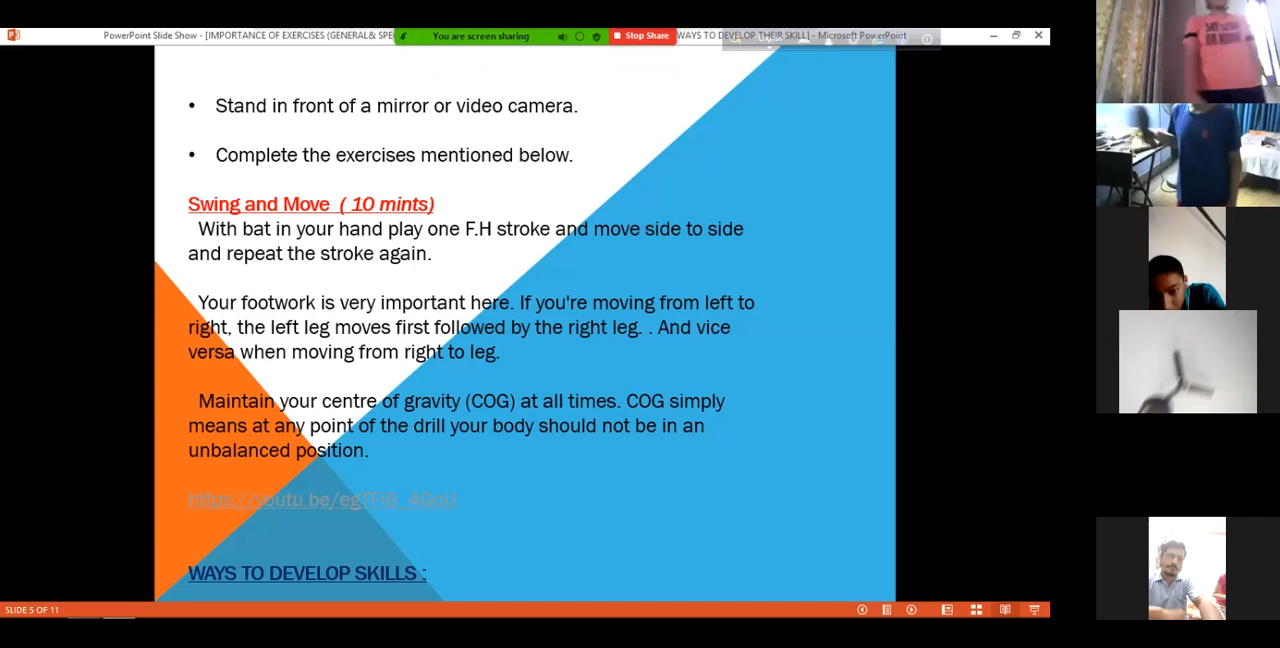 PowerPoint Slide Show - [IMPORTANCE OF EXERCISES (GENERAL& SPE
You are screen sharing
Stop Share
WAYS TO DEVELOP THEIR SKILL] - Microsoft PowerPoint
• Stand in front of a mirror or video camera.
• Complete the exercises mentioned below.
Swing and Move ( 10 mints)
With bat in your hand play one F.H stroke and move side to side
and repeat the stroke again.
Your footwork is very important here. If you're moving from left to
right, the left leg moves first followed by the right leg. . And vice
versa when moving from right to leg.
Maintain your centre of gravity (COG) at all times. COG simply
means at any point of the drill your body should not be in an
unbalanced position.
WAYS TO DEVELOP SKILLS :
SLIDE 5 OF 11